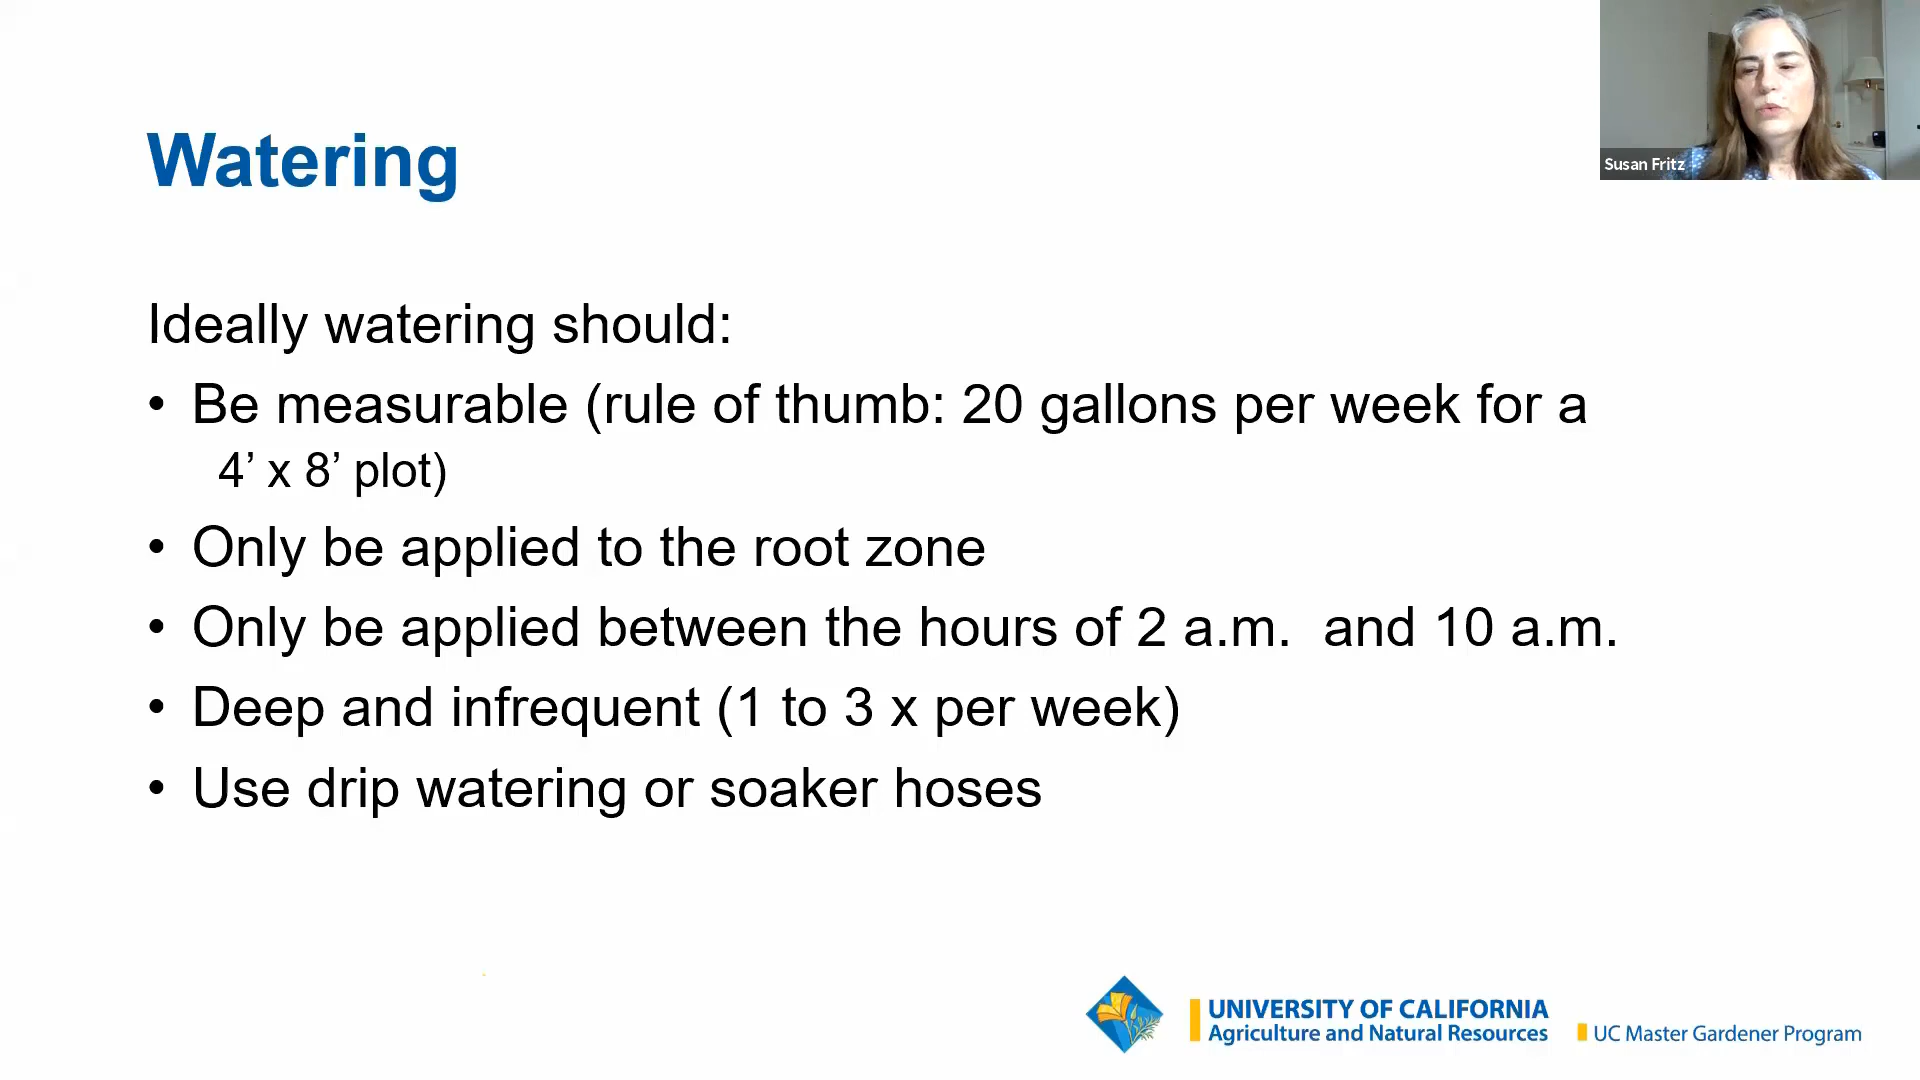 Susan Fritz
Watering
Ideally watering should:
• Be measurable (rule of thumb: 20 gallons per week for a
4’ x 8’ plot)
• Only be applied to the root zone
• Only be applied between the hours of 2 a.m.  and 10 a.m.
• Deep and infrequent (1 to 3 x per week)
• Use drip watering or soaker hoses
UNIVERSITY OF CALIFORNIA
Agriculture and Natural Resources
UC Master Gardener Program